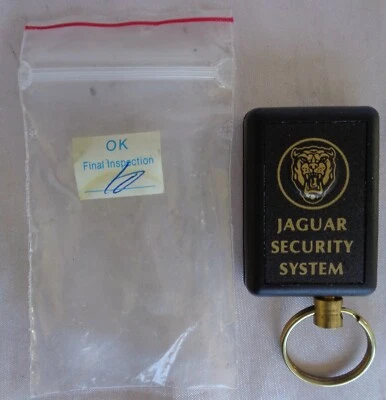 OK
Final Inspection
JAGUAR
SECURITY
SYSTEM